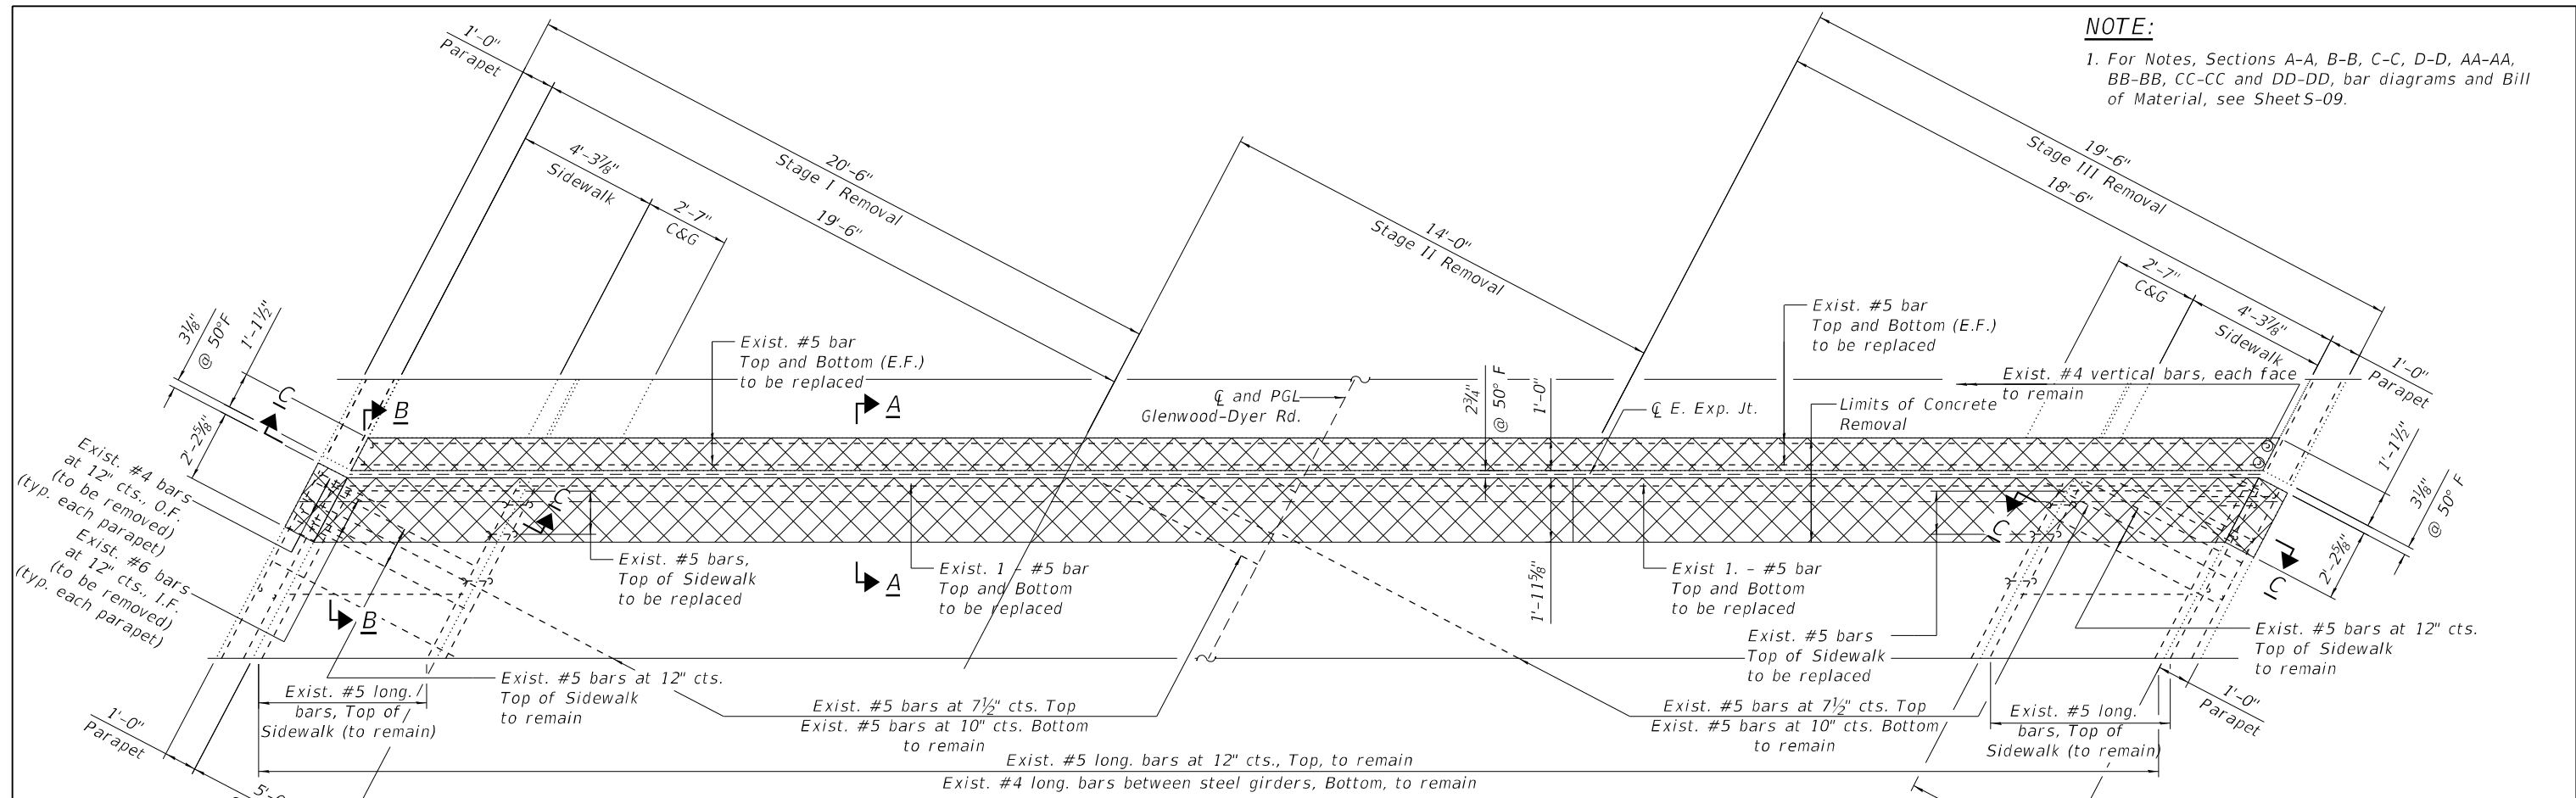 NOTE:
1. For Notes, Sections A-A, B-B, C-C, D-D, AA-AA,
BB-BB, CC-CC and DD-DD, bar diagrams and Bill
of Material, see Sheet S-09.
1'-0"
Parapet
20'-6"
Stage I Removal
19'-6"
4'-3⅞"
Sidewalk
2'-7"
C&G
14'-0"
Stage II Removal
19'-6"
Stage III Removal
18'-6"
2'-7"
C&G
4'-3⅞"
Sidewalk
1'-0"
Parapet
3⅛"
@ 50°F
1'-1½"
2'-2⅝"
C
B
A
Exist. #5 bar
Top and Bottom (E.F.)
to be replaced
℄ and PGL
Glenwood-Dyer Rd.
2¾"
@ 50° F
1'-0"
℄ E. Exp. Jt.
Exist. #5 bar
Top and Bottom (E.F.)
to be replaced
Exist. #4 vertical bars, each face
to remain
Limits of Concrete
Removal
1'-1½"
3⅛"
@ 50° F
2'-2⅝"
Exist. #4 bars
at 12" cts., O.F.
(to be removed)
(typ. each parapet)
Exist. #6 bars
at 12" cts., I.F.
(to be removed)
(typ. each parapet)
C
C
C
B
A
Exist. #5 bars,
Top of Sidewalk
to be replaced
Exist 1 - #5 bar
Top and Bottom
to be replaced
1'-11⅝"
Exist 1. - #5 bar
Top and Bottom
to be replaced
Exist. #5 bars
Top of Sidewalk
to be replaced
Exist. #5 bars at 12" cts.
Top of Sidewalk
to remain
Exist. #5 long.
bars, Top of
Sidewalk (to remain)
Exist. #5 bars at 12" cts.
Top of Sidewalk
to remain
Exist. #5 bars at 7½" cts. Top
Exist. #5 bars at 10" cts. Bottom
to remain
Exist. #5 bars at 7½" cts. Top
Exist. #5 bars at 10" cts. Bottom
to remain
Exist. #5 long.
bars, Top of
Sidewalk (to remain)
1'-0"
Parapet
1'-0"
Parapet
Exist. #5 long. bars at 12" cts., Top, to remain
Exist. #4 long. bars between steel girders, Bottom, to remain